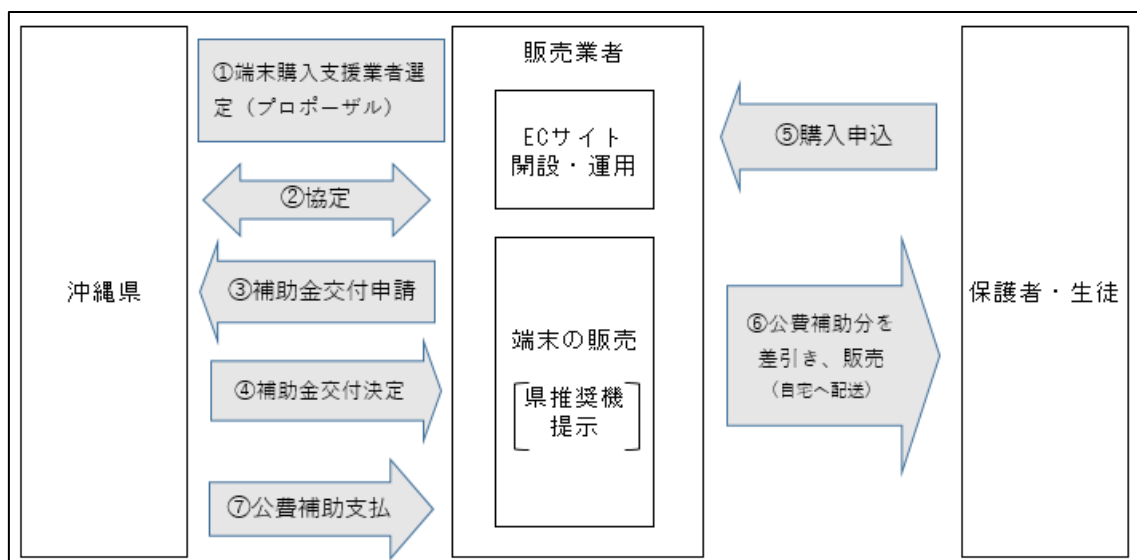 沖縄県
①端末購入支援業者選
定（プロポーザル）
②協定
③補助金交付申請
④補助金交付決定
⑦公費補助支払
販売業者
ECサイト
開設・運用
端末の販売
県推奨機
提示
⑤購入申込
⑥公費補助分を
差引き、販売
（自宅へ配送）
保護者・生徒